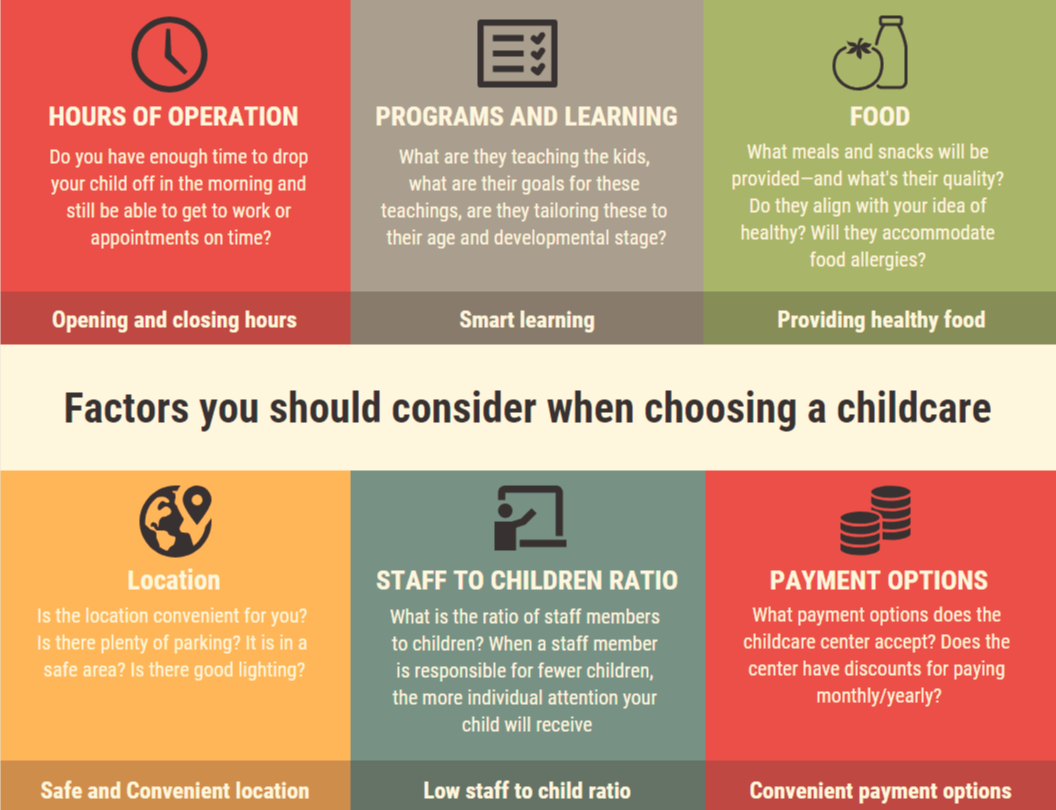 HOURS OF OPERATION
Do you have enough time to drop
your child off in the morning and
still be able to get to work or
appointments on time?
Opening and closing hours
PROGRAMS AND LEARNING
What are they teaching the kids,
what are their goals for these
teachings, are they tailoring these to
their age and developmental stage?
Smart learning
FOOD
What meals and snacks will be
provided—and what's their quality?
Do they align with your idea of
healthy? Will they accommodate
food allergies?
Providing healthy food
Factors you should consider when choosing a childcare
Location
Is the location convenient for you?
Is there plenty of parking? It is in a
safe area? Is there good lighting?
Safe and Convenient location
STAFF TO CHILDREN RATIO
What is the ratio of staff members
to children? When a staff member
is responsible for fewer children,
the more individual attention your
child will receive
Low staff to child ratio
PAYMENT OPTIONS
What payment options does the
childcare center accept? Does the
center have discounts for paying
monthly/yearly?
Convenient payment options